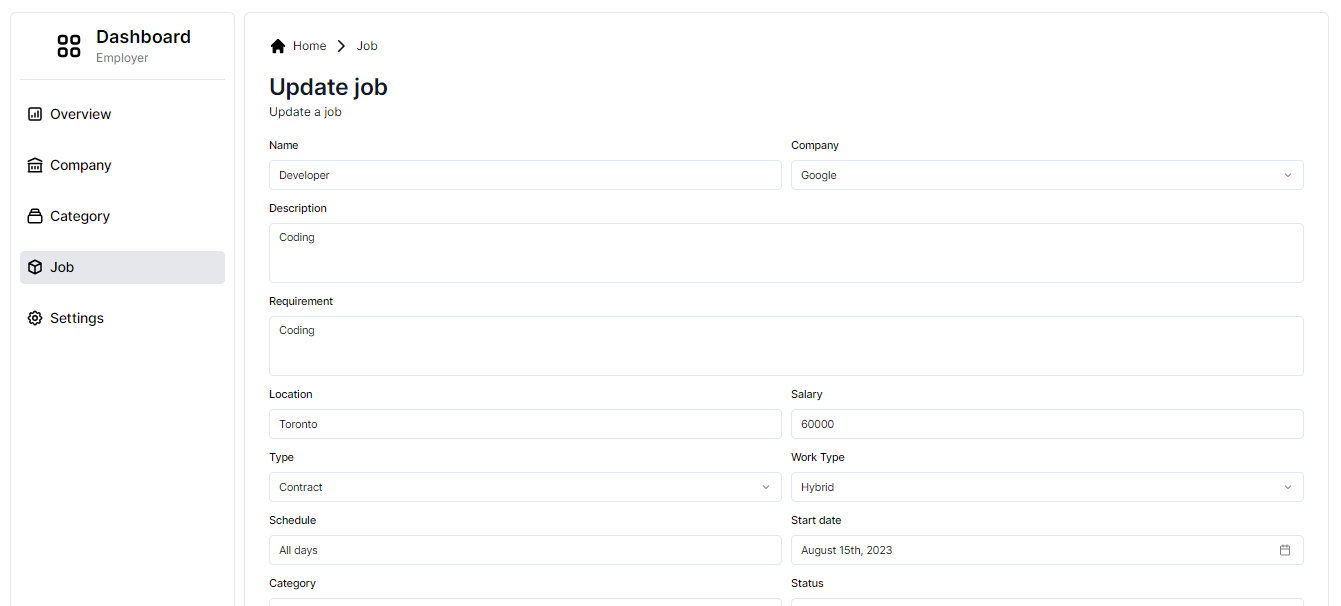 Dashboard
Employer
Overview
Company
Category
Job
Settings
Home Job
Update job
Update a job
Name Company
Developer Google
Description
Coding
Requirement
Coding
Location Salary
Toronto 60000
Type Work Type
Contract Hybrid
Schedule Start date
All days August 15th, 2023
Category Status